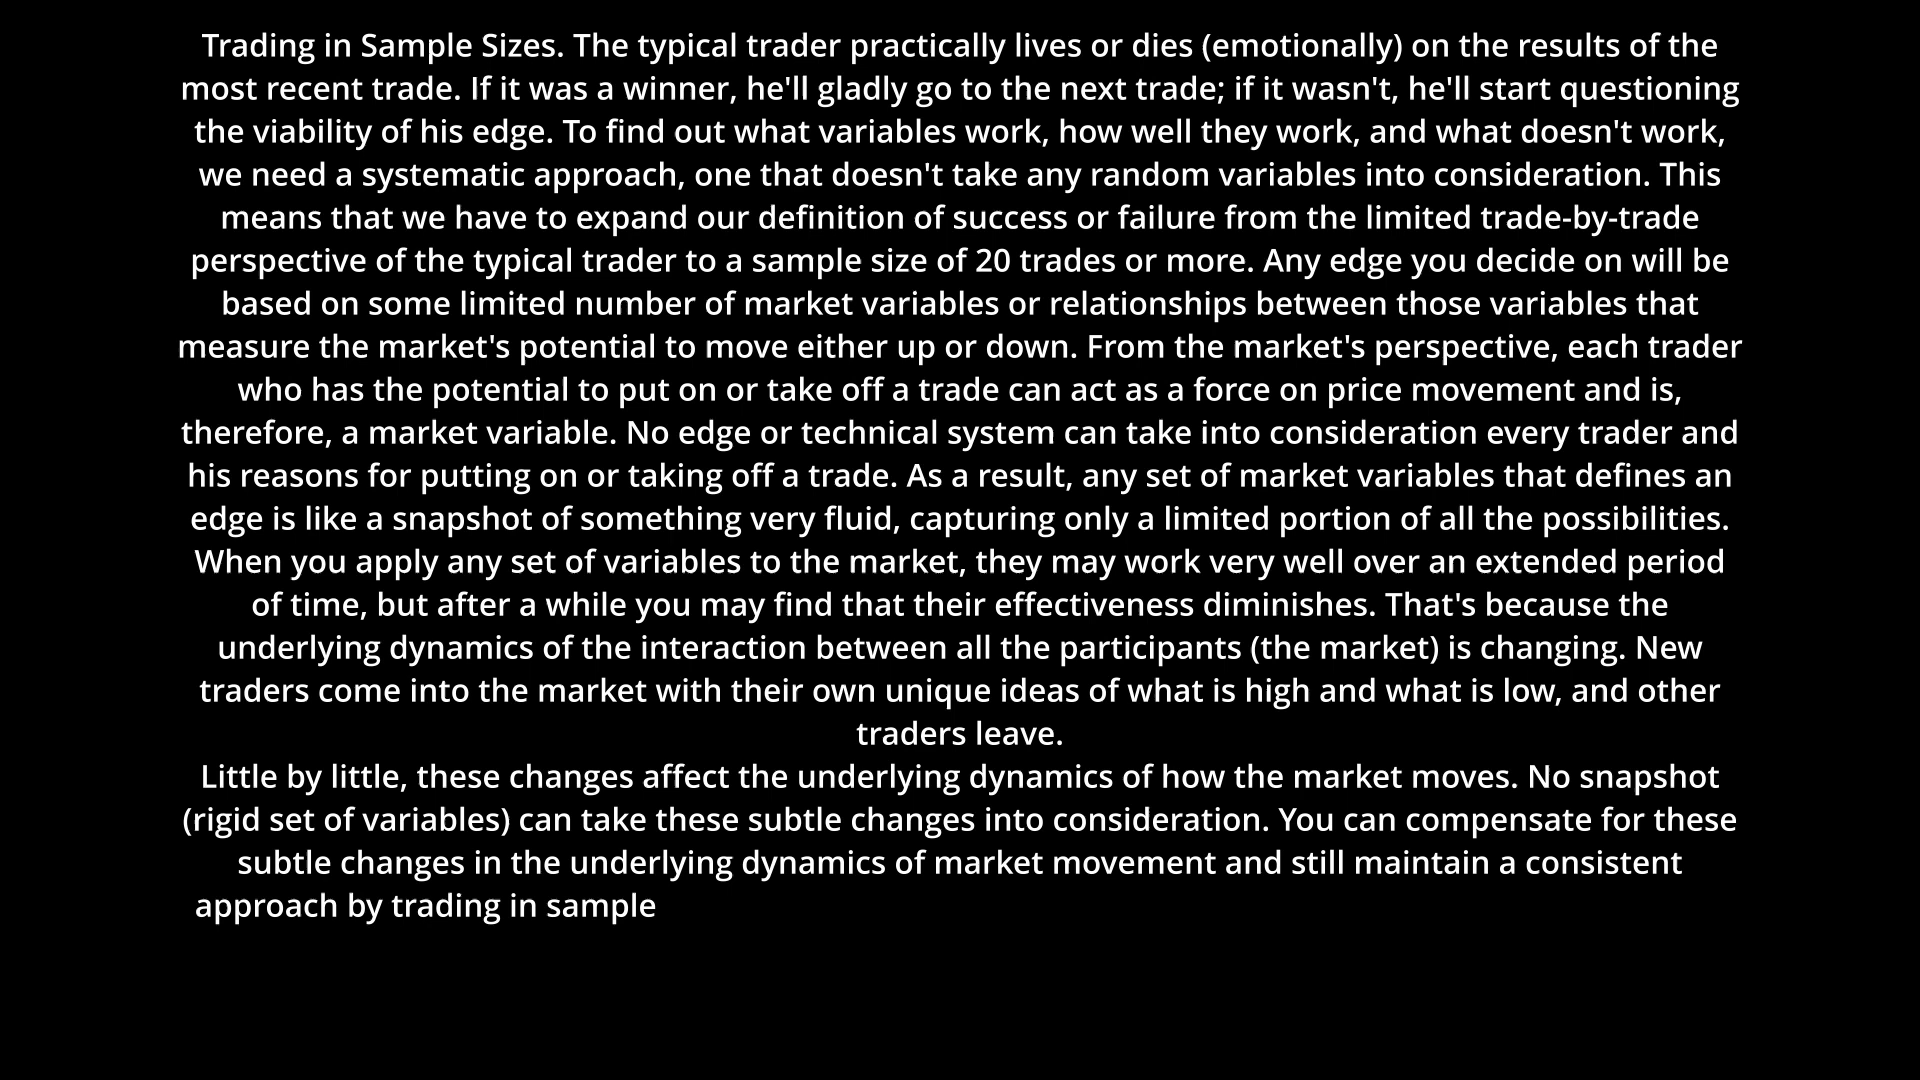 Trading in Sample Sizes. The typical trader practically lives or dies (emotionally) on the results of the
most recent trade. If it was a winner, he'll gladly go to the next trade; if it wasn't, he'll start questioning
the viability of his edge. To find out what variables work, how well they work, and what doesn't work,
we need a systematic approach, one that doesn't take any random variables into consideration. This
means that we have to expand our definition of success or failure from the limited trade-by-trade
perspective of the typical trader to a sample size of 20 trades or more. Any edge you decide on will be
based on some limited number of market variables or relationships between those variables that
measure the market's potential to move either up or down. From the market's perspective, each trader
who has the potential to put on or take off a trade can act as a force on price movement and is,
therefore, a market variable. No edge or technical system can take into consideration every trader and
his reasons for putting on or taking off a trade. As a result, any set of market variables that defines an
edge is like a snapshot of something very fluid, capturing only a limited portion of all the possibilities.
When you apply any set of variables to the market, they may work very well over an extended period
of time, but after a while you may find that their effectiveness diminishes. That's because the
underlying dynamics of the interaction between all the participants (the market) is changing. New
traders come into the market with their own unique ideas of what is high and what is low, and other
traders leave.
Little by little, these changes affect the underlying dynamics of how the market moves. No snapshot
(rigid set of variables) can take these subtle changes into consideration. You can compensate for these
subtle changes in the underlying dynamics of market movement and still maintain a consistent
approach by trading in sample